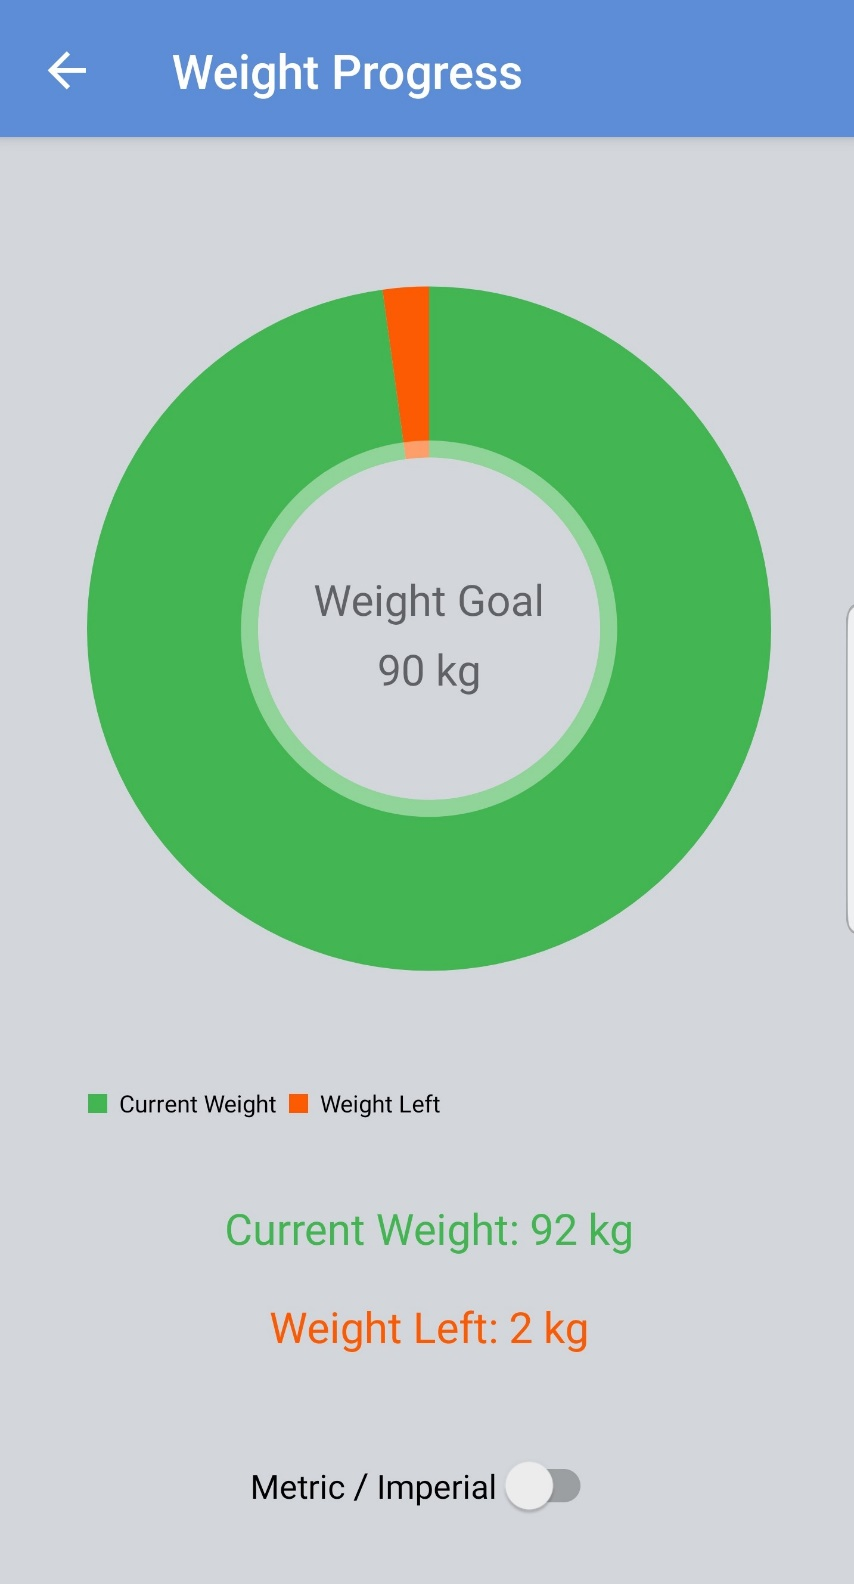 Weight Progress
Weight Goal
90 kg
Current Weight Weight Left
Current Weight: 92 kg
Weight Left: 2 kg
Metric / Imperial